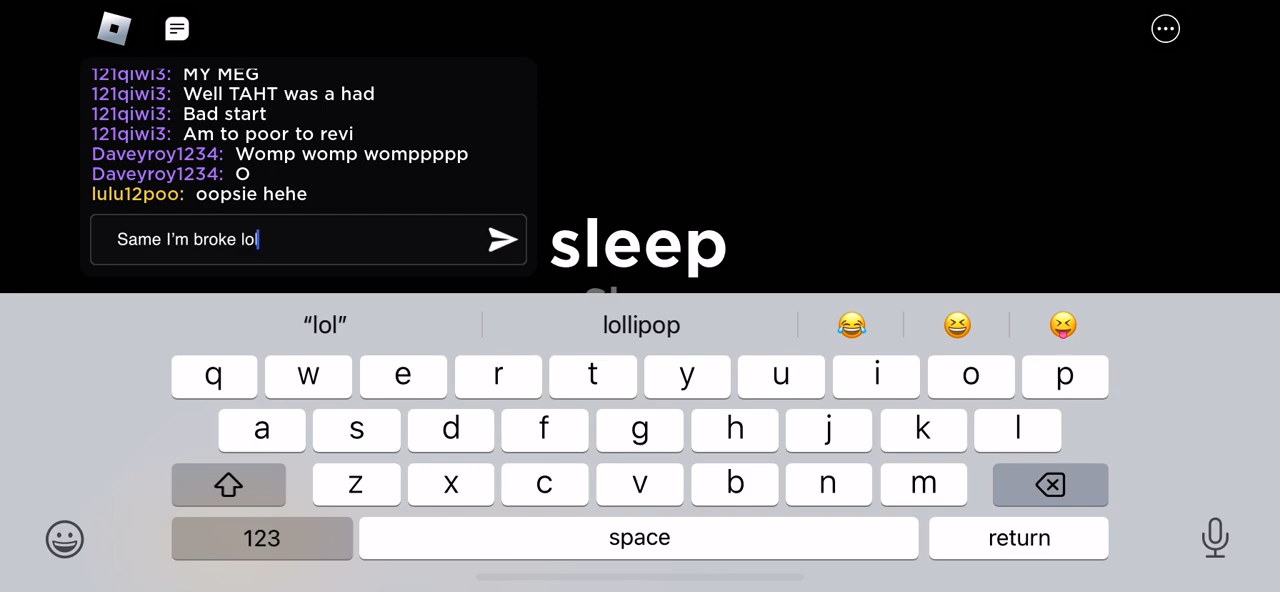 121qiwi3: MY MEG
121qiwi3: Well TAHT was a had
121qiwi3: Bad start
121qiwi3: Am to poor to revi
Daveyroy1234: Womp womp womppppp
Daveyroy1234: O
lulu12poo: oopsie hehe
Same I'm broke lol
sleep
“lol” lollipop 😂 😆 😝
q w e r t y u i o p
a s d f g h j k l
z x c v b n m
123 space return